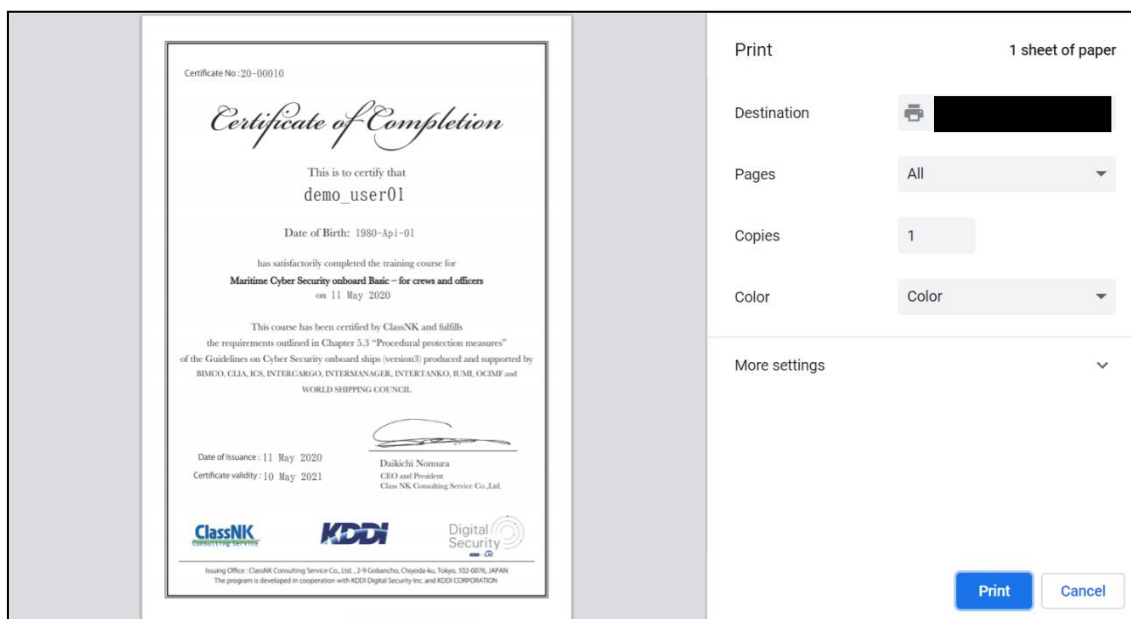 Certificate No : 20-00010
Certificate of Completion
This is to certify that
demo_user01
Date of Birth: 1980-Api-01
has satisfactorily completed the training course for
Maritime Cyber Security onboard Basic – for crews and officers
on 11 May 2020
This course has been certified by ClassNK and fulfills
the requirements outlined in Chapter 5.3 “Procedural protection measures”
of the Guidelines on Cyber Security onboard ships (version3) produced and supported by
BIMCO, CLIA, ICS, INTERCARGO, INTERMANAGER, INTERTANKO, IUMI, OCIMF and
WORLD SHIPPING COUNCIL.
Date of Issuance : 11 May 2020
Certificate validity : 10 May 2021
Daikichi Nomura
CEO and President
Class NK Consulting Service Co.,Ltd.
ClassNK
Consulting Service
KDDI
Digital
Security
Issuing Office : ClassNK Consulting Service Co., Ltd. , 2-9 Gobancho, Chiyoda-ku, Tokyo, 102-0076, JAPAN
The program is developed in cooperation with KDDI Digital Security Inc. and KDDI CORPORATION
Print
1 sheet of paper
Destination
Pages
All
Copies
1
Color
Color
More settings
Print
Cancel